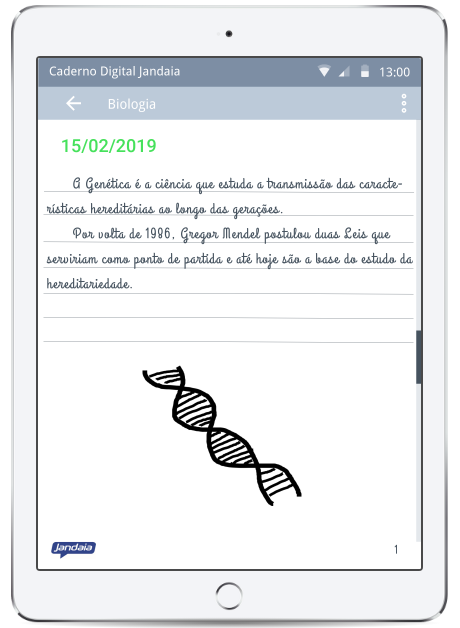 Caderno Digital Jandaia
13:00
Biologia
15/02/2019
A Genética é a ciência que estuda a transmissão das caracte-
rísticas hereditárias ao longo das gerações.
Por volta de 1986, Gregor Mendel postulou duas Leis que
serviriam como ponto de partida e até hoje são a base do estudo da
hereditariedade.
Jandaia
1